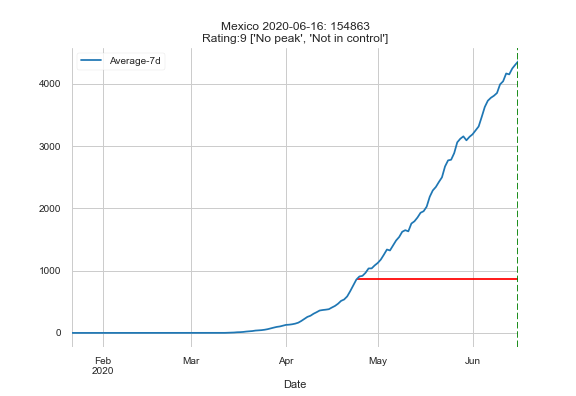 Mexico 2020-06-16: 154863
Rating:9 ['No peak', 'Not in control']
Average-7d
4000
3000
2000
1000
0
Feb Mar Apr May Jun
2020
Date